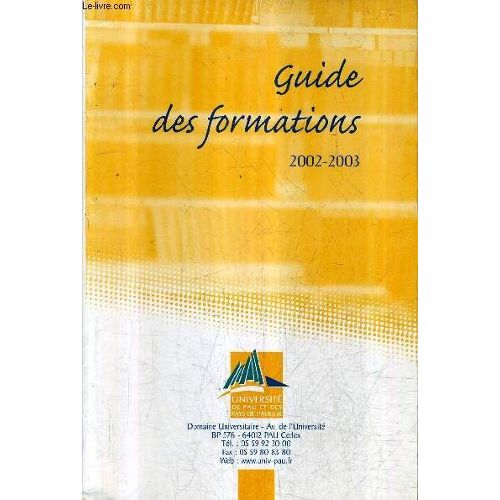 Le-livre.com
Guide
des formations
2002-2003
UNIVERSITÉ
DE PAU ET DES
PAYS DE L'ADOUR
Domaine Universitaire - Av. de l'Université
BP 576 - 64012 PAU Cedex
Tél. : 05 59 92 30 00
Fax : 05 59 80 83 80
Web : www.univ-pau.fr